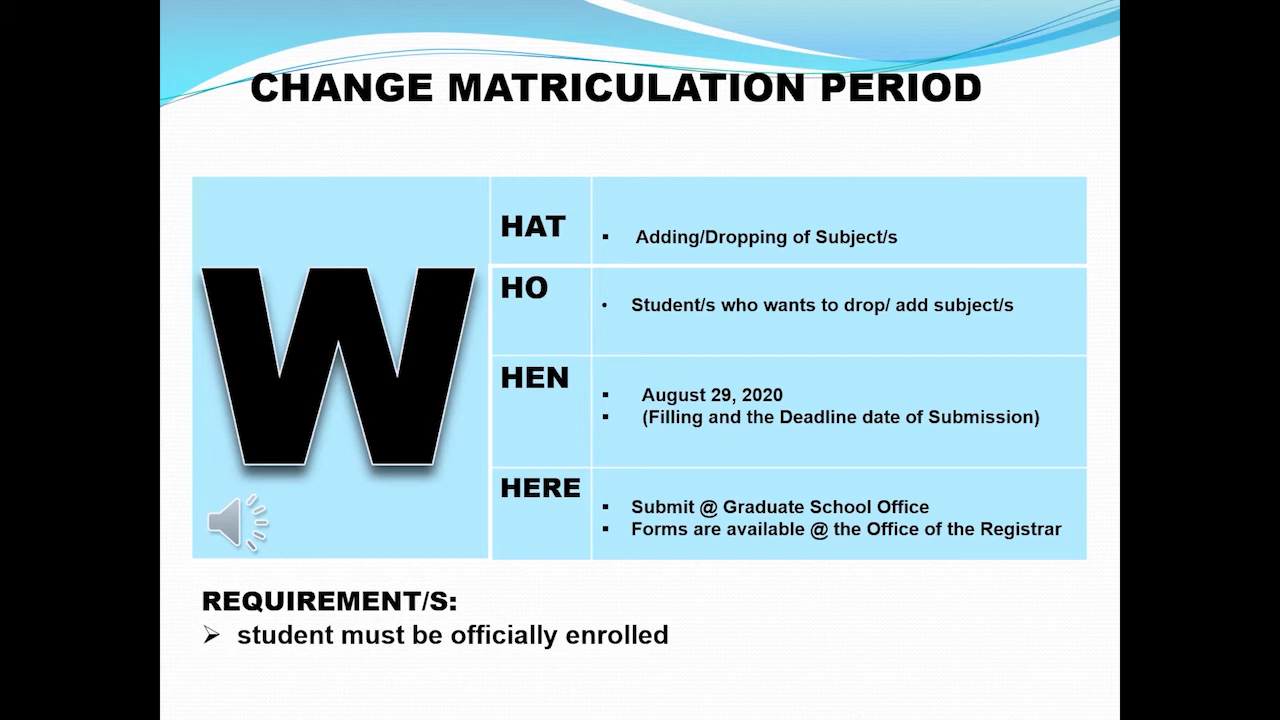 CHANGE MATRICULATION PERIOD
W
HAT
▪ Adding/Dropping of Subject/s
HO
• Student/s who wants to drop/ add subject/s
HEN
▪ August 29, 2020
▪ (Filling and the Deadline date of Submission)
HERE
▪ Submit @ Graduate School Office
▪ Forms are available @ the Office of the Registrar
REQUIREMENT/S:
➢ student must be officially enrolled